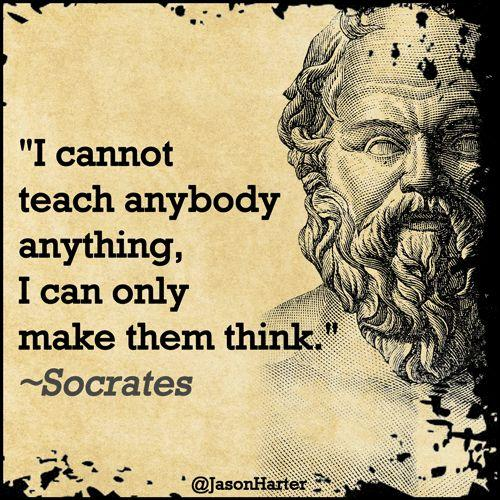 "I cannot
teach anybody
anything,
I can only
make them think."
~Socrates
@JasonHarter